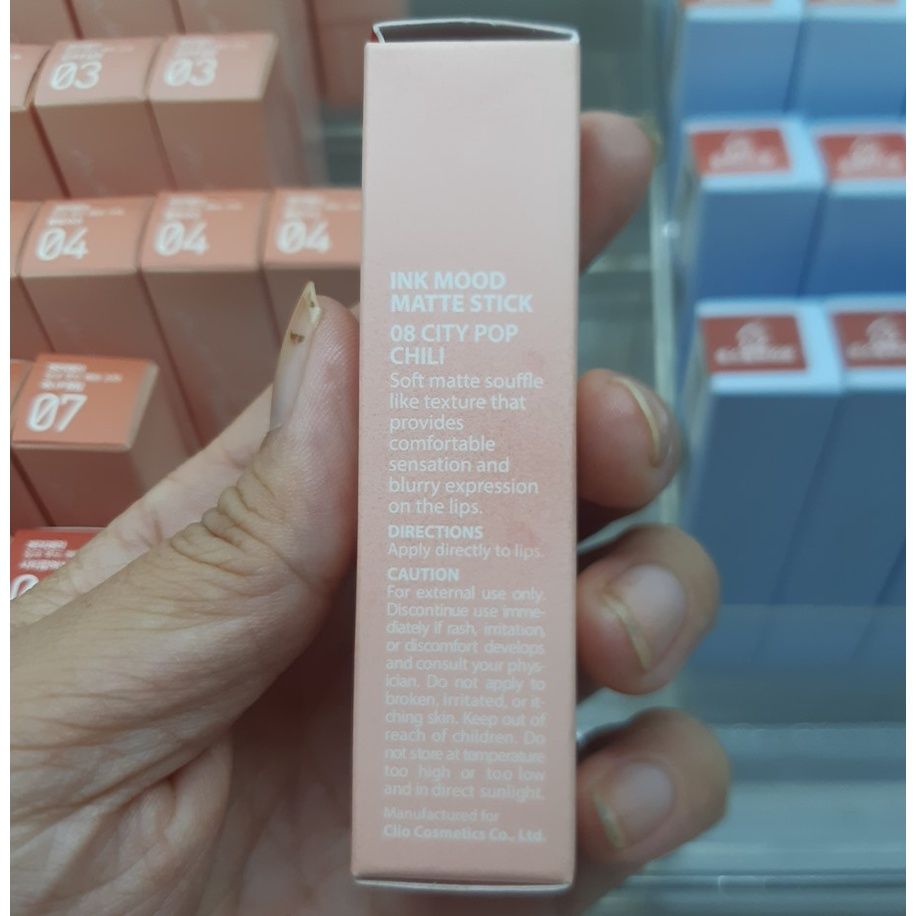 03
03
04
04
04
07
INK MOOD
MATTE STICK
08 CITY POP
CHILI
Soft matte souffle
like texture that
provides
comfortable
sensation and
blurry expression
on the lips.
DIRECTIONS
Apply directly to lips.
CAUTION
For external use only.
Discontinue use imme-
diately if rash, irritation,
or discomfort develops
and consult your phys-
ician. Do not apply to
broken, irritated, or it-
ching skin. Keep out of
reach of children. Do
not store at temperature
too high or too low
and in direct sunlight.
Manufactured for
Clio Cosmetics Co., Ltd.